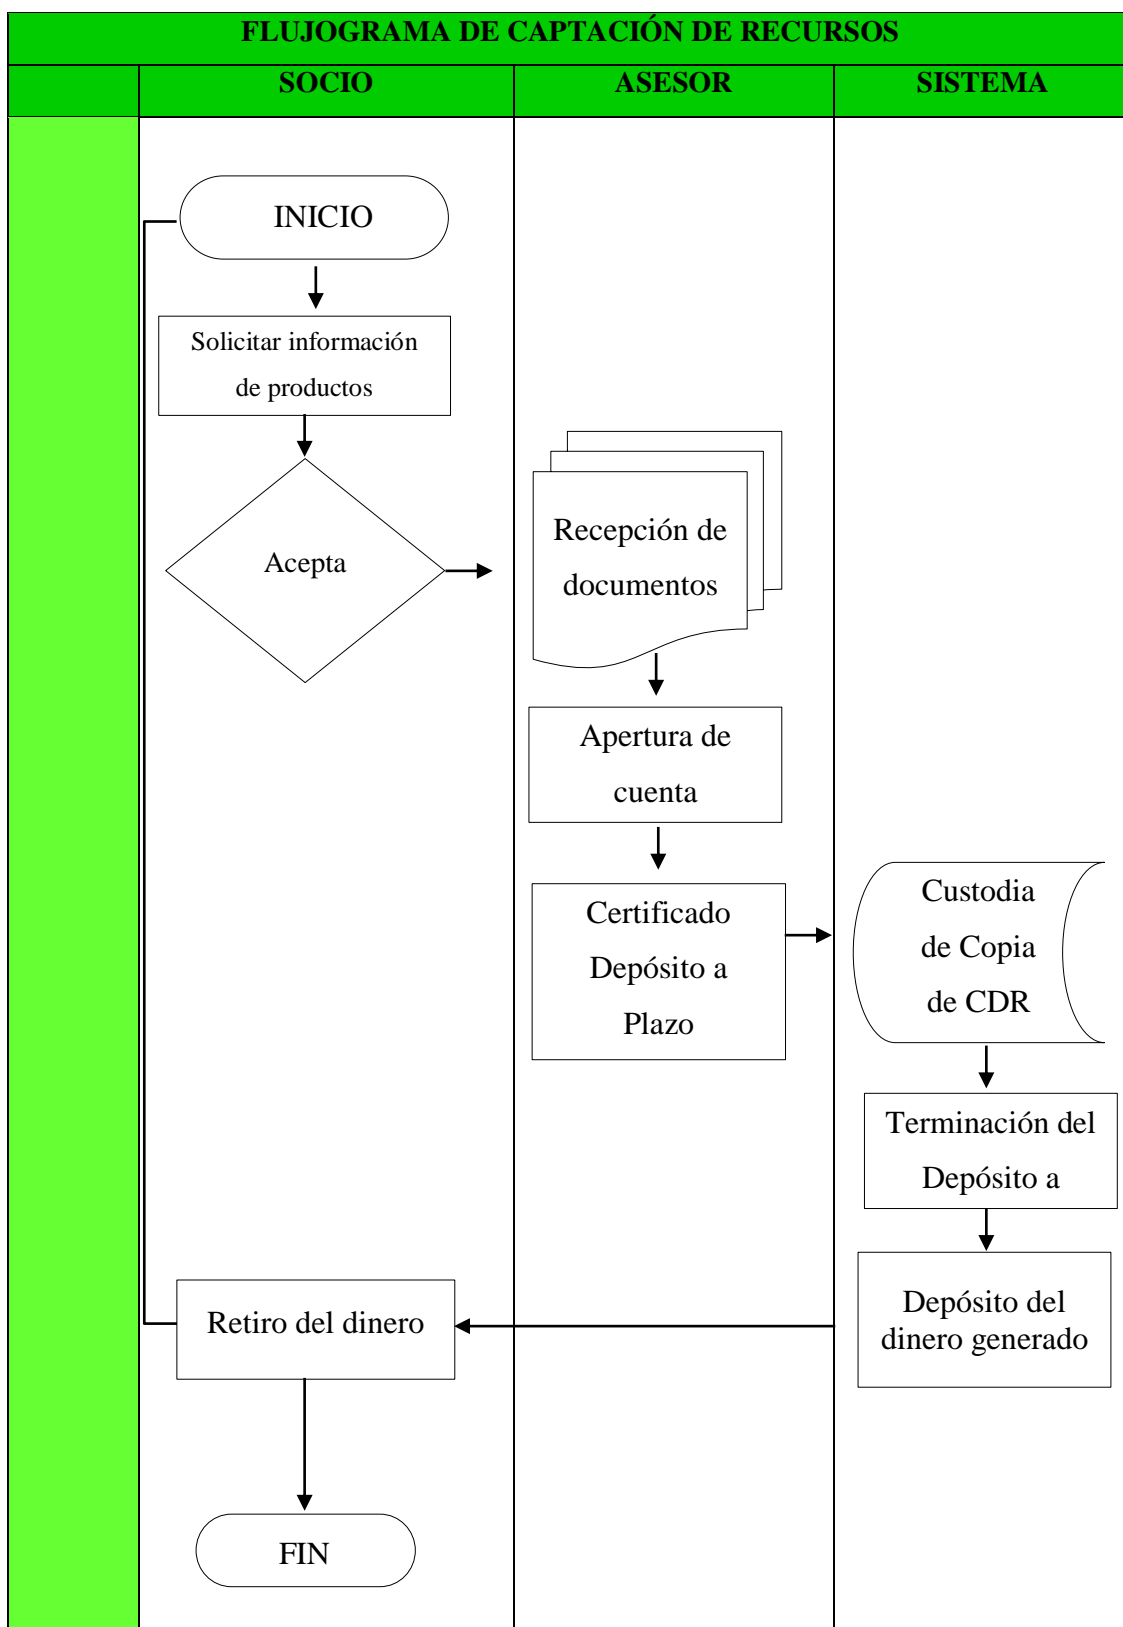 FLUJOGRAMA DE CAPTACIÓN DE RECURSOS
SOCIO
ASESOR
SISTEMA
INICIO
Solicitar información
de productos
Acepta
Recepción de
documentos
Apertura de
cuenta
Certificado
Depósito a
Plazo
Custodia
de Copia
de CDR
Terminación del
Depósito a
Depósito del
dinero generado
Retiro del dinero
FIN